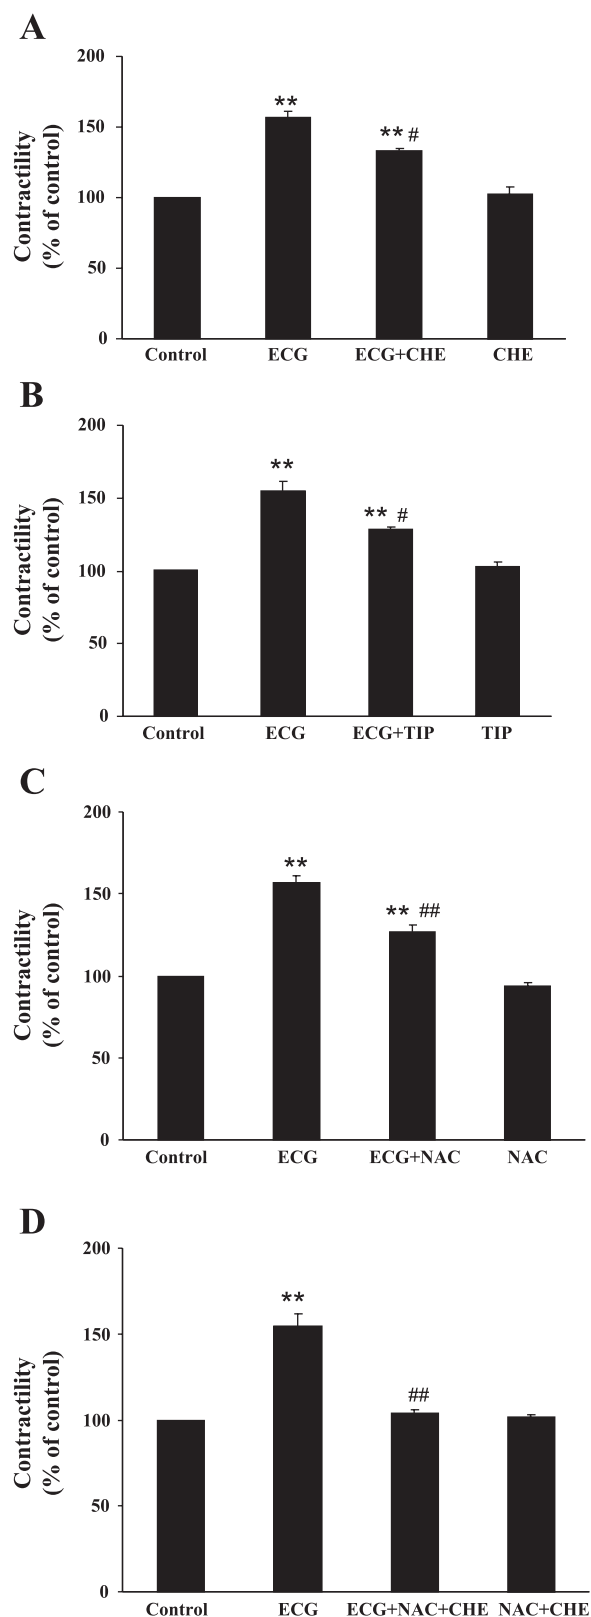 A
Contractility
(% of control)
200
150
100
50
0
**
** #
Control ECG ECG+CHE CHE
B
Contractility
(% of control)
200
150
100
50
0
**
** #
Control ECG ECG+TIP TIP
C
Contractility
(% of control)
200
150
100
50
0
**
** ##
Control ECG ECG+NAC NAC
D
Contractility
(% of control)
200
150
100
50
0
**
##
Control ECG ECG+NAC+CHE NAC+CHE